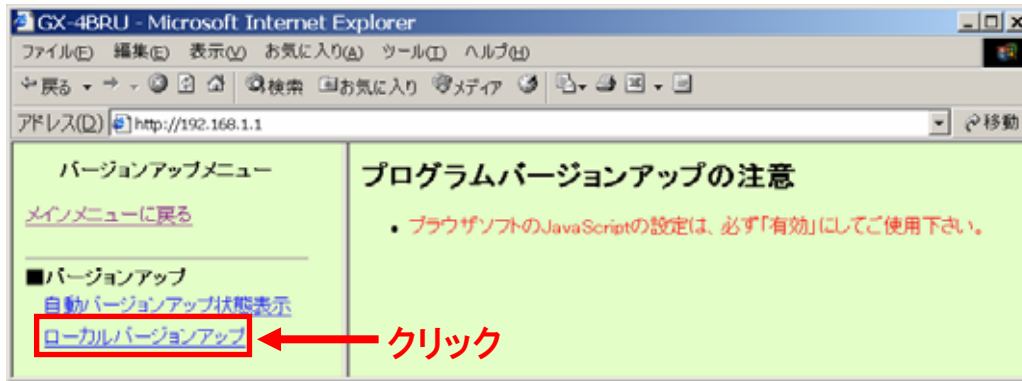 GX-4BRU - Microsoft Internet Explorer
ファイル(F) 編集(E) 表示(V) お気に入り(A) ツール(T) ヘルプ(H)
戻る 検索 お気に入り メディア
アドレス(D) http://192.168.1.1 移動
バージョンアップメニュー
メインメニューに戻る
■バージョンアップ
自動バージョンアップ状態表示
ローカルバージョンアップ
プログラムバージョンアップの注意
• ブラウザソフトのJavaScriptの設定は、必ず「有効」にしてご使用下さい。
クリック